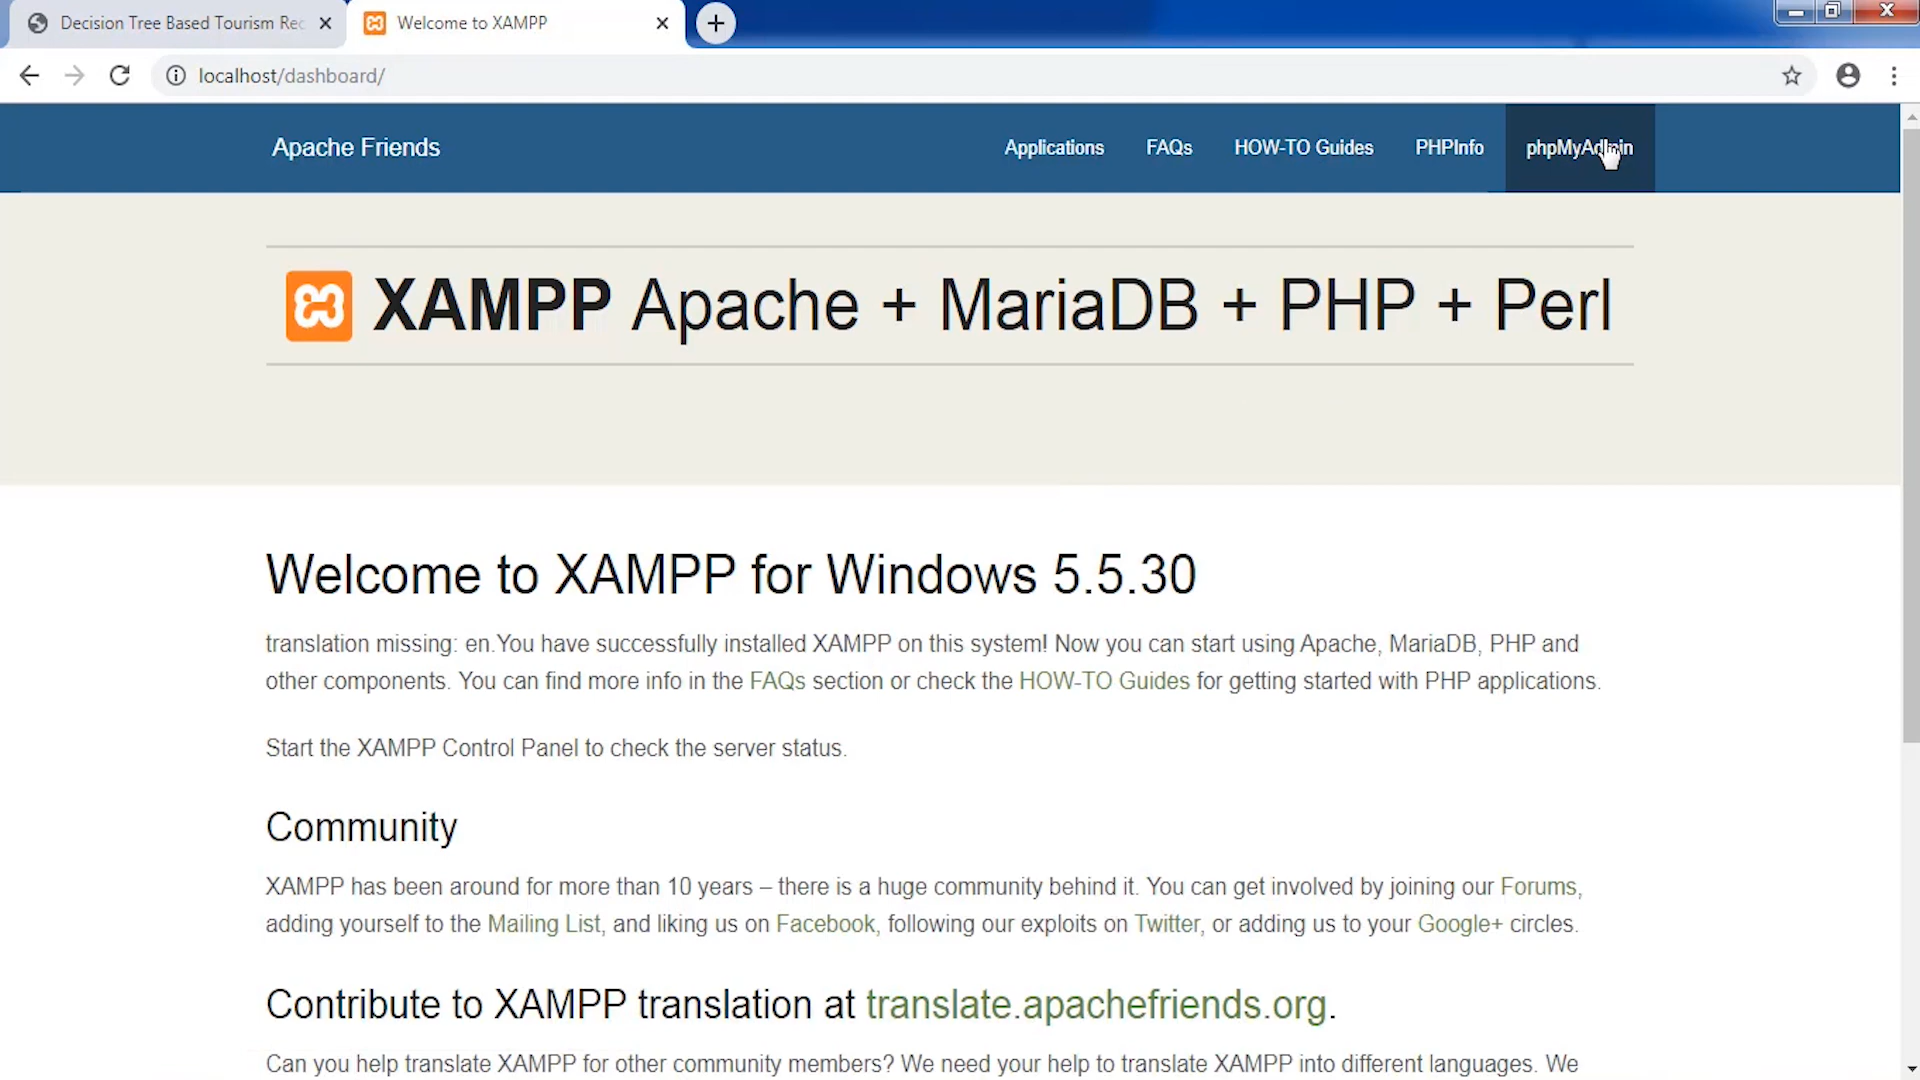 Decision Tree Based Tourism Rec
Welcome to XAMPP
localhost/dashboard/
Apache Friends
Applications
FAQs
HOW-TO Guides
PHPInfo
phpMyAdmin
XAMPP Apache + MariaDB + PHP + Perl
Welcome to XAMPP for Windows 5.5.30
translation missing: en.You have successfully installed XAMPP on this system! Now you can start using Apache, MariaDB, PHP and
other components. You can find more info in the FAQs section or check the HOW-TO Guides for getting started with PHP applications.
Start the XAMPP Control Panel to check the server status.
Community
XAMPP has been around for more than 10 years – there is a huge community behind it. You can get involved by joining our Forums,
adding yourself to the Mailing List, and liking us on Facebook, following our exploits on Twitter, or adding us to your Google+ circles.
Contribute to XAMPP translation at translate.apachefriends.org.
Can you help translate XAMPP for other community members? We need your help to translate XAMPP into different languages. We